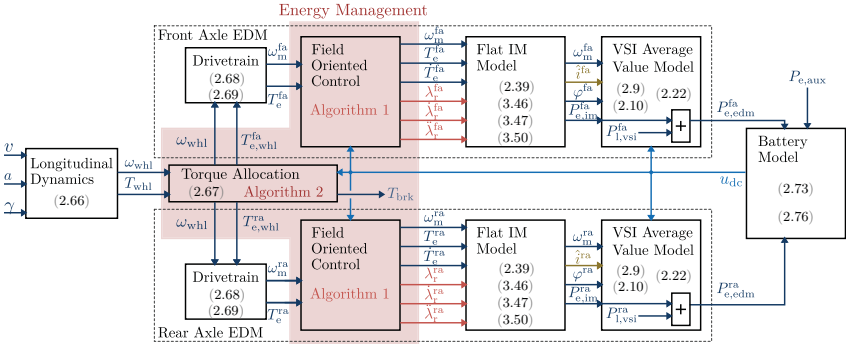 Energy Management
Front Axle EDM
Drivetrain
(2.68)
(2.69)
ω_m^fa
T_e^fa
Field
Oriented
Control
Algorithm 1
ω_m^fa
T_e^fa
Ṫ_e^fa
λ_r^fa
λ̇_r^fa
λ̈_r^fa
Flat IM
Model
(2.39)
(3.46)
(3.47)
(3.50)
ω_m^fa
î^fa
φ^fa
P_e,im^fa
VSI Average
Value Model
(2.9)
(2.10)
(2.22)
P_l,vsi^fa
+
P_e,edm^fa
P_e,aux
ω_whl
T_e,whl^fa
v
a
γ
Longitudinal
Dynamics
(2.66)
ω_whl
T_whl
Torque Allocation
(2.67) Algorithm 2
T_brk
u_dc
Battery
Model
(2.73)
(2.76)
ω_whl
T_e,whl^ra
Drivetrain
(2.68)
(2.69)
ω_m^ra
T_e^ra
Field
Oriented
Control
Algorithm 1
ω_m^ra
T_e^ra
Ṫ_e^ra
λ_r^ra
λ̇_r^ra
λ̈_r^ra
Flat IM
Model
(2.39)
(3.46)
(3.47)
(3.50)
ω_m^ra
î^ra
φ^ra
P_e,im^ra
VSI Average
Value Model
(2.9)
(2.10)
(2.22)
P_l,vsi^ra
+
P_e,edm^ra
Rear Axle EDM